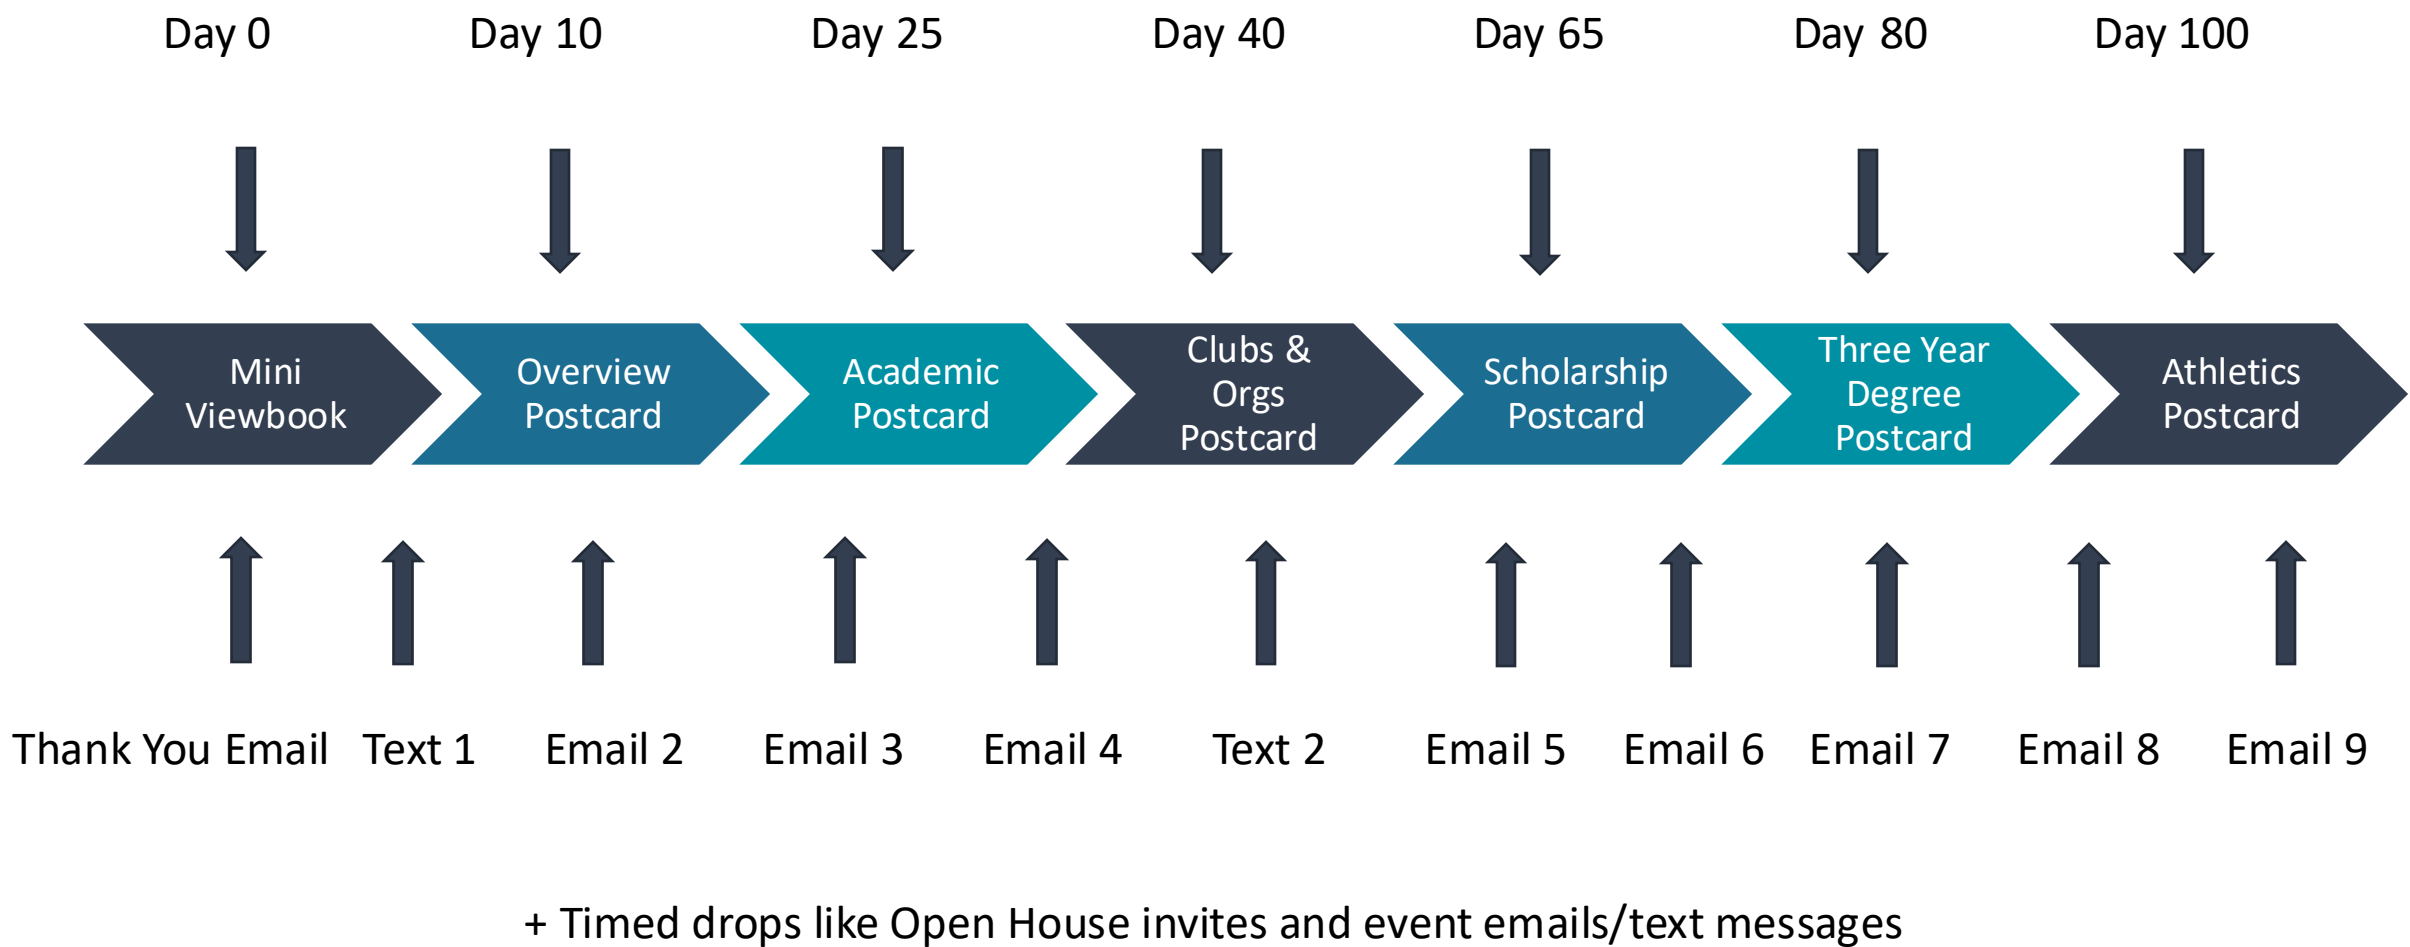 Day 0 Day 10 Day 25 Day 40 Day 65 Day 80 Day 100
Mini
Viewbook
Overview
Postcard
Academic
Postcard
Clubs &
Orgs
Postcard
Scholarship
Postcard
Three Year
Degree
Postcard
Athletics
Postcard
Thank You Email Text 1 Email 2 Email 3 Email 4 Text 2 Email 5 Email 6 Email 7 Email 8 Email 9
+ Timed drops like Open House invites and event emails/text messages